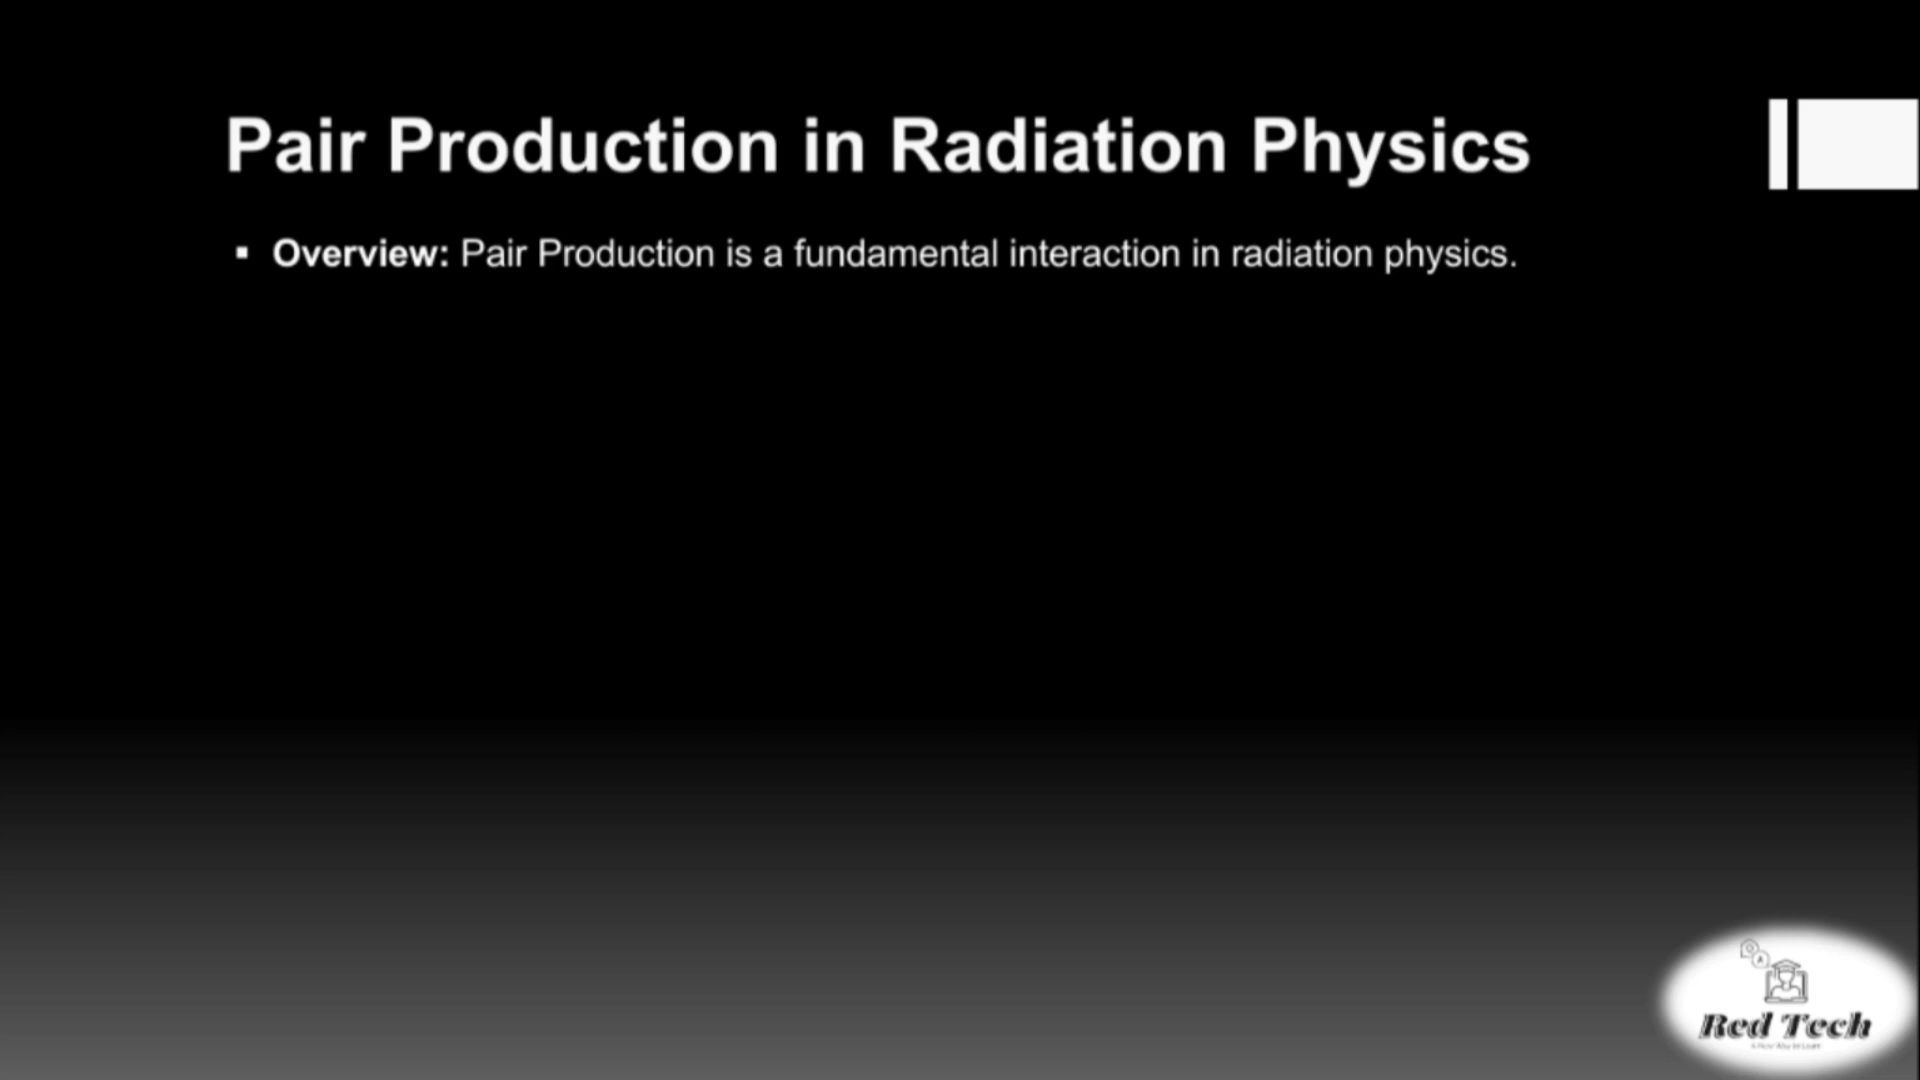 Pair Production in Radiation Physics
▪ Overview: Pair Production is a fundamental interaction in radiation physics.
Red Tech